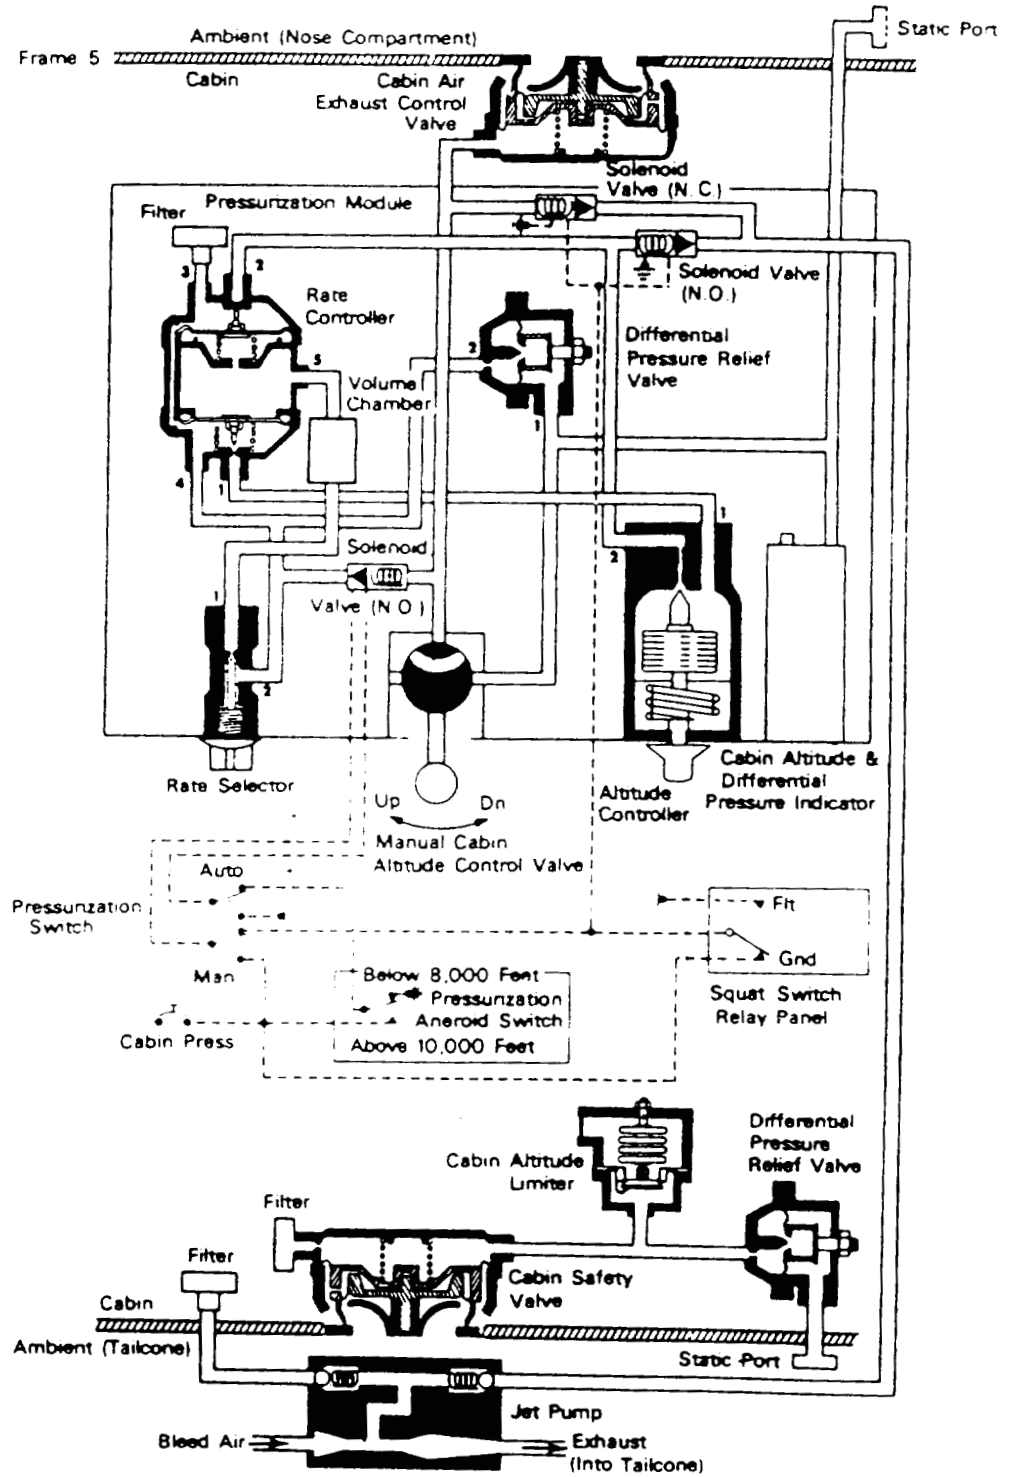 Static Port
Ambient (Nose Compartment)
Frame 5
Cabin
Cabin Air
Exhaust Control
Valve
Solenoid
Valve (N.C.)
Pressurization Module
Filter
3
2
Solenoid Valve
(N.O.)
Rate
Controller
Differential
Pressure Relief
Valve
2
5
Volume
Chamber
1
4
1
1
Solenoid
2
Valve (N.O.)
1
2
Rate Selector
Cabin Altitude &
Differential
Pressure Indicator
Altitude
Controller
Up
Dn
Manual Cabin
Altitude Control Valve
Auto
Pressurization
Switch
Flt
Man
Gnd
Below 8,000 Feet
Pressurization
Aneroid Switch
Above 10,000 Feet
Squat Switch
Relay Panel
Cabin Press
Differential
Pressure
Relief Valve
Cabin Altitude
Limiter
Filter
Filter
Cabin Safety
Valve
Cabin
Ambient (Tailcone)
Static Port
Jet Pump
Bleed Air
Exhaust
(Into Tailcone)